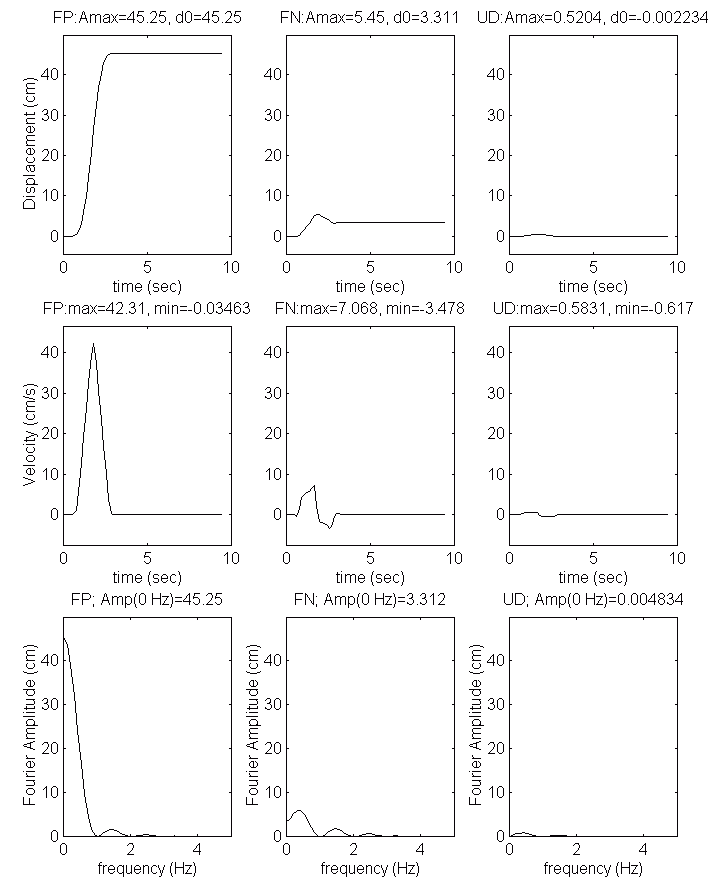 FP:Amax=45.25, d0=45.25
FN:Amax=5.45, d0=3.311
UD:Amax=0.5204, d0=-0.002234
Displacement (cm)
40
30
20
10
0
40
30
20
10
0
40
30
20
10
0
0 5 10
0 5 10
0 5 10
time (sec)
time (sec)
time (sec)
FP:max=42.31, min=-0.03463
FN:max=7.068, min=-3.478
UD:max=0.5831, min=-0.617
Velocity (cm/s)
40
30
20
10
0
40
30
20
10
0
40
30
20
10
0
0 5 10
0 5 10
0 5 10
time (sec)
time (sec)
time (sec)
FP; Amp(0 Hz)=45.25
FN; Amp(0 Hz)=3.312
UD; Amp(0 Hz)=0.004834
Fourier Amplitude (cm)
40
30
20
10
0
Fourier Amplitude (cm)
40
30
20
10
0
Fourier Amplitude (cm)
40
30
20
10
0
0 2 4
0 2 4
0 2 4
frequency (Hz)
frequency (Hz)
frequency (Hz)